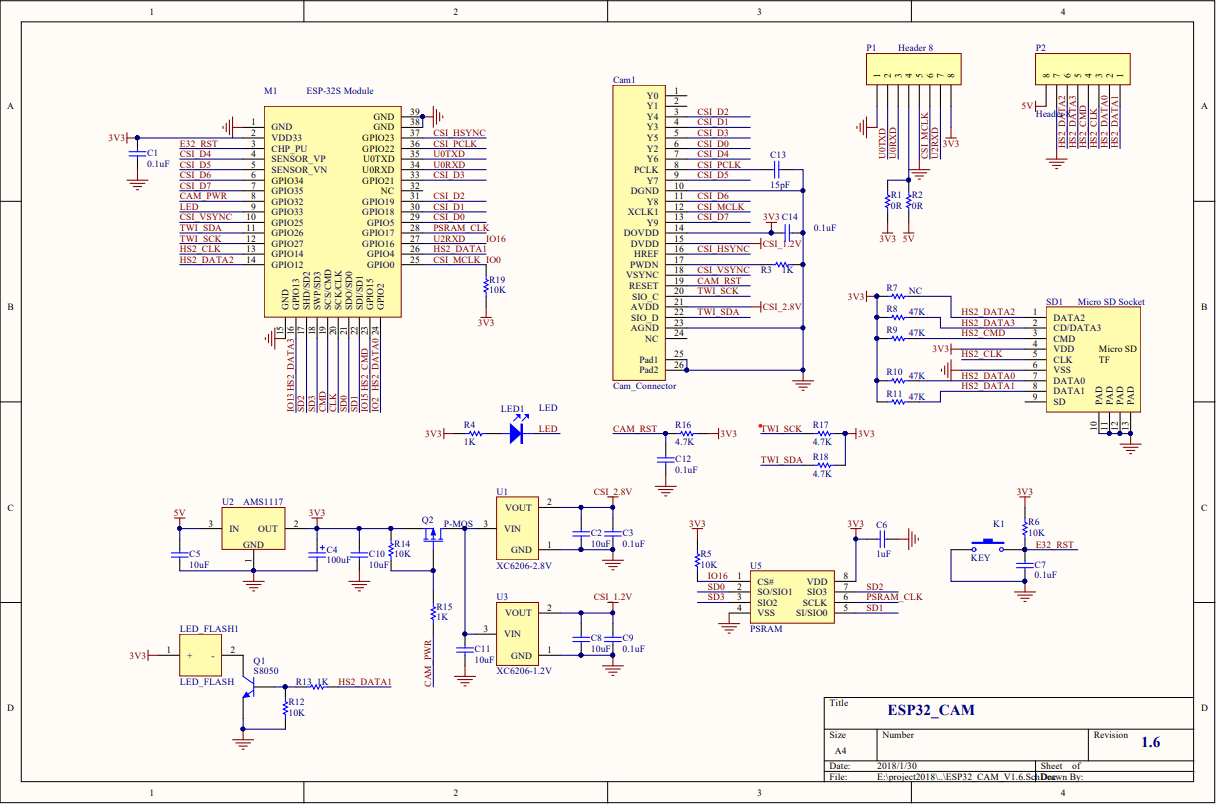 1 2 3 4
A
B
C
D
A
B
C
D
1 2 3 4
M1 ESP-32S Module
3V3
C1
0.1uF
E32_RST
CSI_D4
CSI_D5
CSI_D6
CSI_D7
CAM_PWR
LED
CSI_VSYNC
TWI_SDA
TWI_SCK
HS2_CLK
HS2_DATA2
1 GND
2 VDD33
3 CHP_PU
4 SENSOR_VP
5 SENSOR_VN
6 GPIO34
7 GPIO35
8 GPIO32
9 GPIO33
10 GPIO25
11 GPIO26
12 GPIO27
13 GPIO14
14 GPIO12
GND 39
GND 38
GPIO23 37 CSI_HSYNC
GPIO22 36 CSI_PCLK
U0TXD 35 U0TXD
U0RXD 34 U0RXD
GPIO21 33 CSI_D3
NC 32
GPIO19 31 CSI_D2
GPIO18 30 CSI_D1
GPIO5 29 CSI_D0
GPIO17 28 PSRAM_CLK
GPIO16 27 U2RXD IO16
GPIO4 26 HS2_DATA1
GPIO0 25 CSI_MCLK IO0
GND 15
GPIO13 16 IO13 HS2_DATA3
SHD/SD2 17 SD2
SWP/SD3 18 SD3
SCS/CMD 19 CMD
SCK/CLK 20 CLK
SDO/SD0 21 SD0
SDI/SD1 22 SD1
GPIO15 23 IO15 HS2_CMD
GPIO2 24 IO2 HS2_DATA0
R19
10K
3V3
Cam1
Y0 1
Y1 2
Y4 3 CSI_D2
Y3 4 CSI_D1
Y5 5 CSI_D3
Y2 6 CSI_D0
Y6 7 CSI_D4
PCLK 8 CSI_PCLK
Y7 9 CSI_D5
DGND 10
Y8 11 CSI_D6
XCLK1 12 CSI_MCLK
Y9 13 CSI_D7
DOVDD 14
DVDD 15 CSI_1.2V
HREF 16 CSI_HSYNC
PWDN 17
VSYNC 18 CSI_VSYNC
RESET 19 CAM_RST
SIO_C 20 TWI_SCK
AVDD 21 CSI_2.8V
SIO_D 22 TWI_SDA
AGND 23
NC 24
Pad1 25
Pad2 26
Cam_Connector
C13
15pF
3V3 C14
0.1uF
R3 1K
P1 Header 8
1 2 3 4 5 6 7 8
U0TXD
U0RXD
CSI_MCLK
U2RXD
3V3
R1
0R
R2
0R
3V3 5V
P2
8 7 6 5 4 3 2 1
5V
Header 8
HS2_DATA2
HS2_DATA3
HS2_CMD
HS2_CLK
HS2_DATA0
HS2_DATA1
3V3
R7 NC
R8 47K
R9 47K
R10 47K
R11 47K
SD1 Micro SD Socket
HS2_DATA2 1 DATA2
HS2_DATA3 2 CD/DATA3
HS2_CMD 3 CMD
3V3 4 VDD
HS2_CLK 5 CLK
6 VSS
HS2_DATA0 7 DATA0
HS2_DATA1 8 DATA1
9 SD
Micro SD
TF
PAD PAD PAD PAD
10 11 12 13
3V3 R4
1K
LED1 LED
LED
CAM_RST R16
4.7K
3V3
C12
0.1uF
TWI_SCK R17
4.7K
3V3
TWI_SDA R18
4.7K
5V
C5
10uF
U2 AMS1117
3 IN OUT 2
GND
1
3V3
+ C4
100uF
C10
10uF
R14
10K
Q2
P-MOS
R15
1K
CAM_PWR
C11
10uF
U1
VOUT 2
3 VIN
GND 1
XC6206-2.8V
CSI_2.8V
C2
10uF
C3
0.1uF
U3
VOUT 2
3 VIN
GND 1
XC6206-1.2V
CSI_1.2V
C8
10uF
C9
0.1uF
LED_FLASH1
3V3 1 + - 2
LED_FLASH
Q1
S8050
R13 1K HS2_DATA1
R12
10K
3V3
R5
10K
U5
IO16 1 CS#
SD0 2 SO/SIO1
SD3 3 SIO2
4 VSS
VDD 8
SIO3 7 SD2
SCLK 6 PSRAM_CLK
SI/SIO0 5 SD1
PSRAM
3V3 C6
1uF
3V3
R6
10K
K1
KEY
E32_RST
C7
0.1uF
Title
ESP32_CAM
Size
A4
Number
Revision
1.6
Date: 2018/1/30 Sheet of
File: E:\project2018\..\ESP32_CAM_V1.6.SchDoc Drawn By: